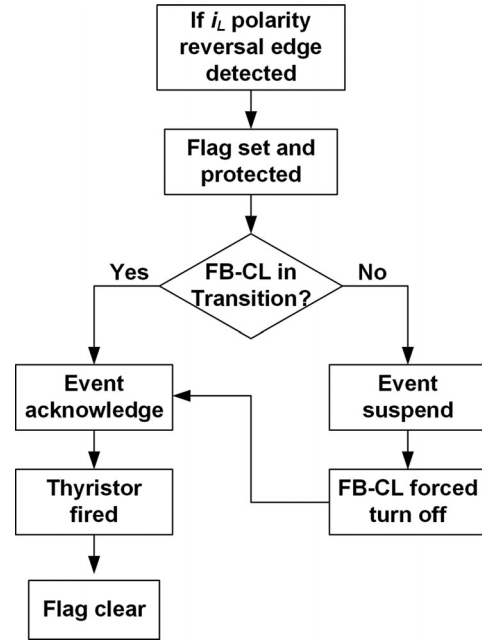 If iL polarity
reversal edge
detected
Flag set and
protected
Yes
FB-CL in
Transition?
No
Event
acknowledge
Event
suspend
Thyristor
fired
FB-CL forced
turn off
Flag clear